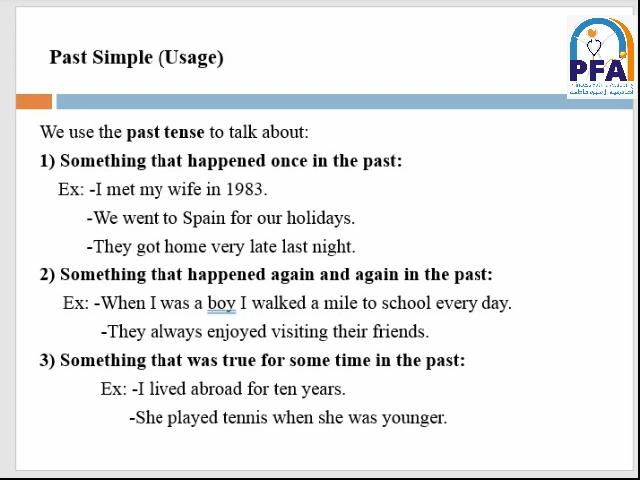 Past Simple (Usage)
PFA
We use the past tense to talk about:
1) Something that happened once in the past:
Ex: -I met my wife in 1983.
-We went to Spain for our holidays.
-They got home very late last night.
2) Something that happened again and again in the past:
Ex: -When I was a boy I walked a mile to school every day.
-They always enjoyed visiting their friends.
3) Something that was true for some time in the past:
Ex: -I lived abroad for ten years.
-She played tennis when she was younger.